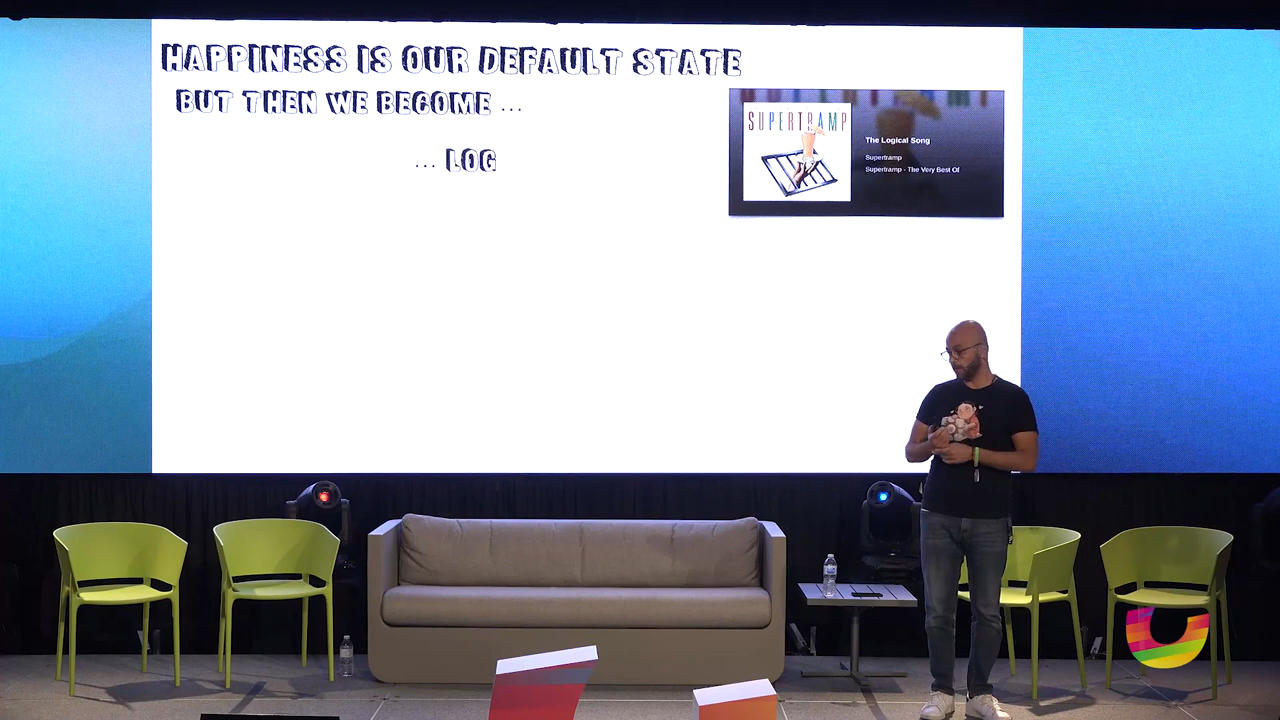 HAPPINESS IS OUR DEFAULT STATE
BUT THEN WE BECOME ...
... LOG
SUPERTRAMP
The Logical Song
Supertramp
Supertramp - The Very Best Of